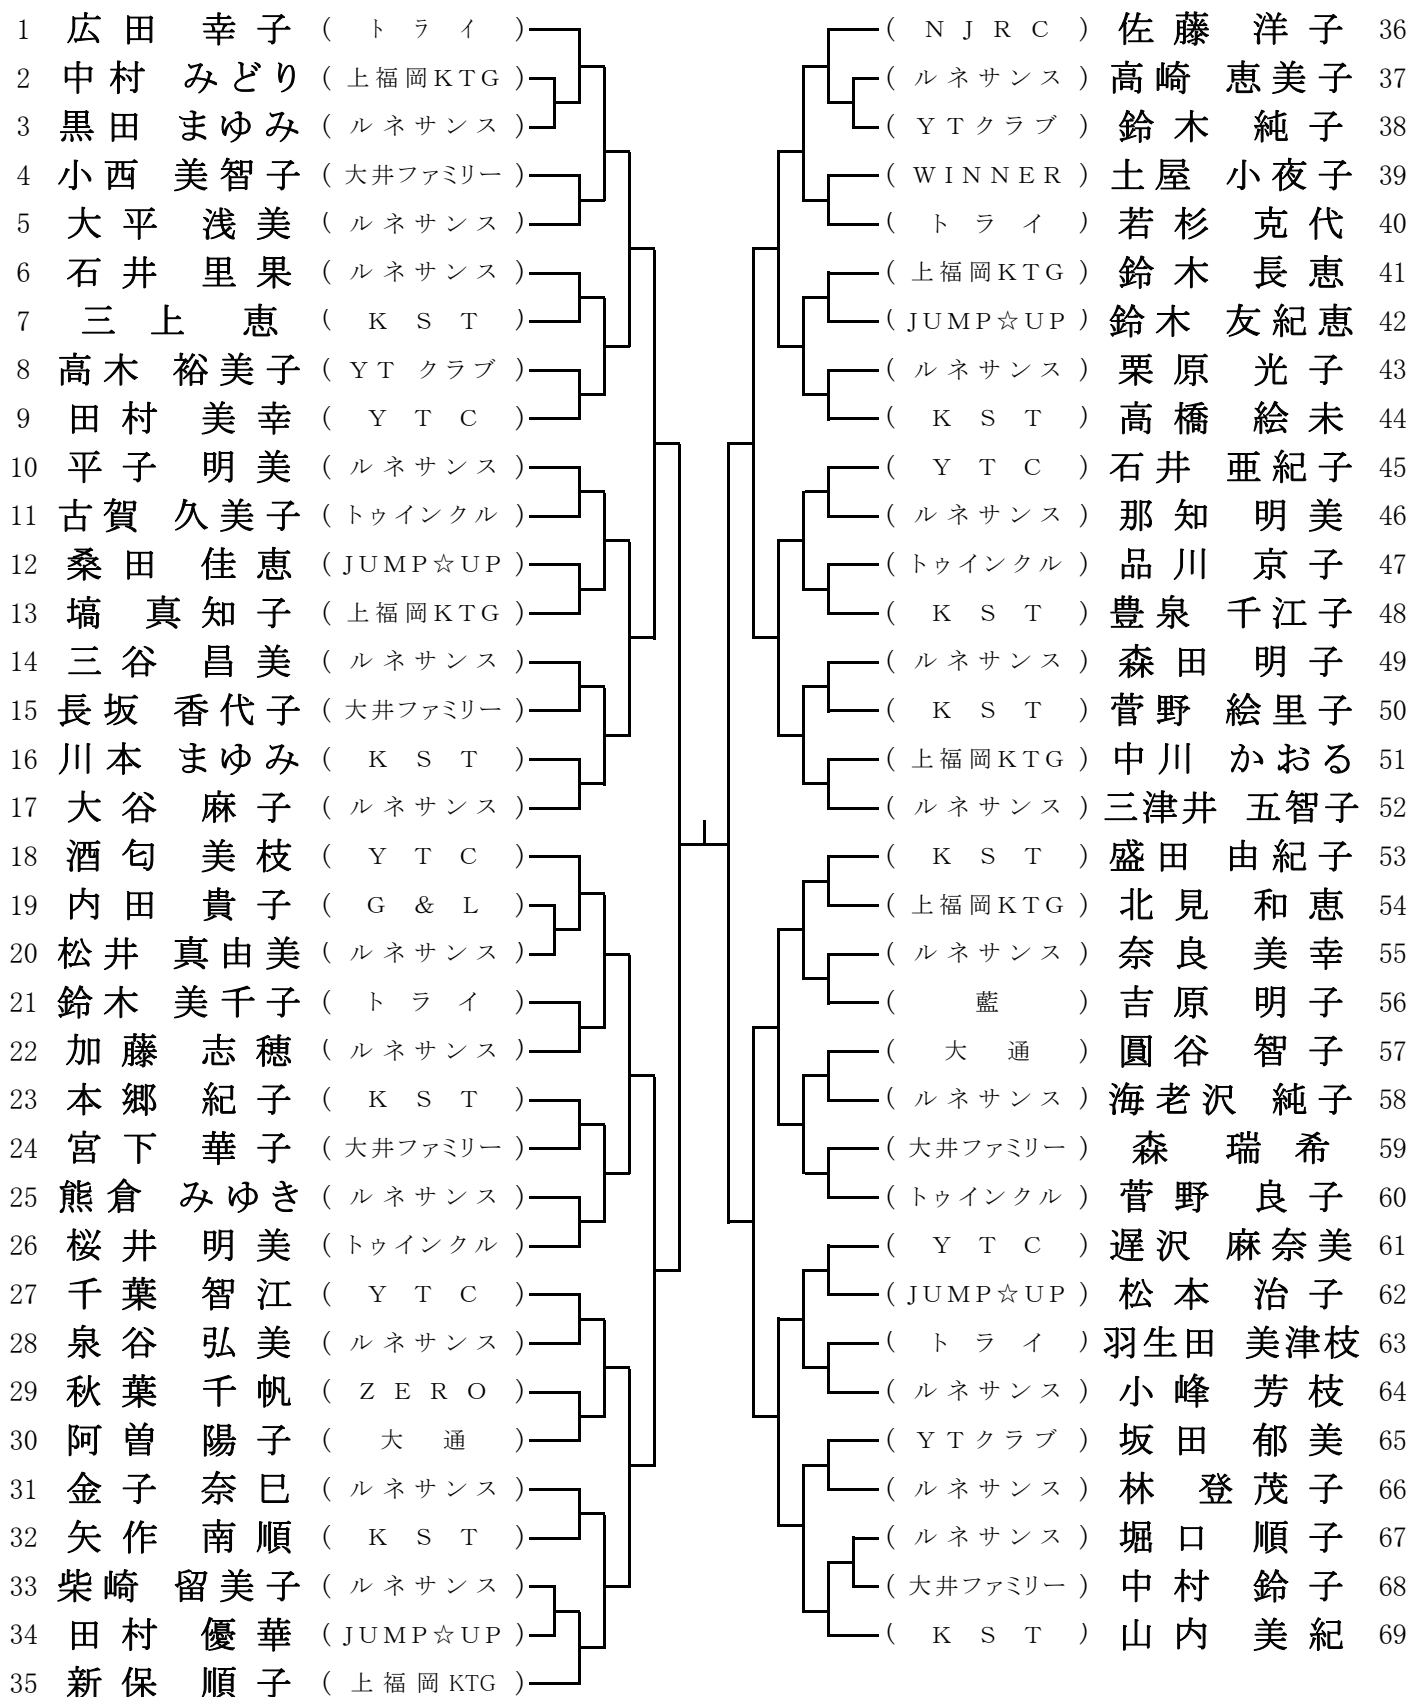 1 広田 幸子 ( トライ )
2 中村 みどり ( 上福岡KTG )
3 黒田 まゆみ ( ルネサンス )
4 小西 美智子 ( 大井ファミリー )
5 大平 浅美 ( ルネサンス )
6 石井 里果 ( ルネサンス )
7 三上 恵 ( KST )
8 高木 裕美子 ( YTクラブ )
9 田村 美幸 ( YTC )
10 平子 明美 ( ルネサンス )
11 古賀 久美子 ( トゥインクル )
12 桑田 佳恵 ( JUMP☆UP )
13 塙 真知子 ( 上福岡KTG )
14 三谷 昌美 ( ルネサンス )
15 長坂 香代子 ( 大井ファミリー )
16 川本 まゆみ ( KST )
17 大谷 麻子 ( ルネサンス )
18 酒匂 美枝 ( YTC )
19 内田 貴子 ( G&L )
20 松井 真由美 ( ルネサンス )
21 鈴木 美千子 ( トライ )
22 加藤 志穂 ( ルネサンス )
23 本郷 紀子 ( KST )
24 宮下 華子 ( 大井ファミリー )
25 熊倉 みゆき ( ルネサンス )
26 桜井 明美 ( トゥインクル )
27 千葉 智江 ( YTC )
28 泉谷 弘美 ( ルネサンス )
29 秋葉 千帆 ( ZERO )
30 阿曽 陽子 ( 大通 )
31 金子 奈巳 ( ルネサンス )
32 矢作 南順 ( KST )
33 柴崎 留美子 ( ルネサンス )
34 田村 優華 ( JUMP☆UP )
35 新保 順子 ( 上福岡KTG )
( NJRC ) 佐藤 洋子 36
( ルネサンス ) 高崎 恵美子 37
( YTクラブ ) 鈴木 純子 38
( WINNER ) 土屋 小夜子 39
( トライ ) 若杉 克代 40
( 上福岡KTG ) 鈴木 長恵 41
( JUMP☆UP ) 鈴木 友紀恵 42
( ルネサンス ) 栗原 光子 43
( KST ) 高橋 絵未 44
( YTC ) 石井 亜紀子 45
( ルネサンス ) 那知 明美 46
( トゥインクル ) 品川 京子 47
( KST ) 豊泉 千江子 48
( ルネサンス ) 森田 明子 49
( KST ) 菅野 絵里子 50
( 上福岡KTG ) 中川 かおる 51
( ルネサンス ) 三津井 五智子 52
( KST ) 盛田 由紀子 53
( 上福岡KTG ) 北見 和恵 54
( ルネサンス ) 奈良 美幸 55
( 藍 ) 吉原 明子 56
( 大通 ) 圓谷 智子 57
( ルネサンス ) 海老沢 純子 58
( 大井ファミリー ) 森 瑞希 59
( トゥインクル ) 菅野 良子 60
( YTC ) 遅沢 麻奈美 61
( JUMP☆UP ) 松本 治子 62
( トライ ) 羽生田 美津枝 63
( ルネサンス ) 小峰 芳枝 64
( YTクラブ ) 坂田 郁美 65
( ルネサンス ) 林 登茂子 66
( ルネサンス ) 堀口 順子 67
( 大井ファミリー ) 中村 鈴子 68
( KST ) 山内 美紀 69